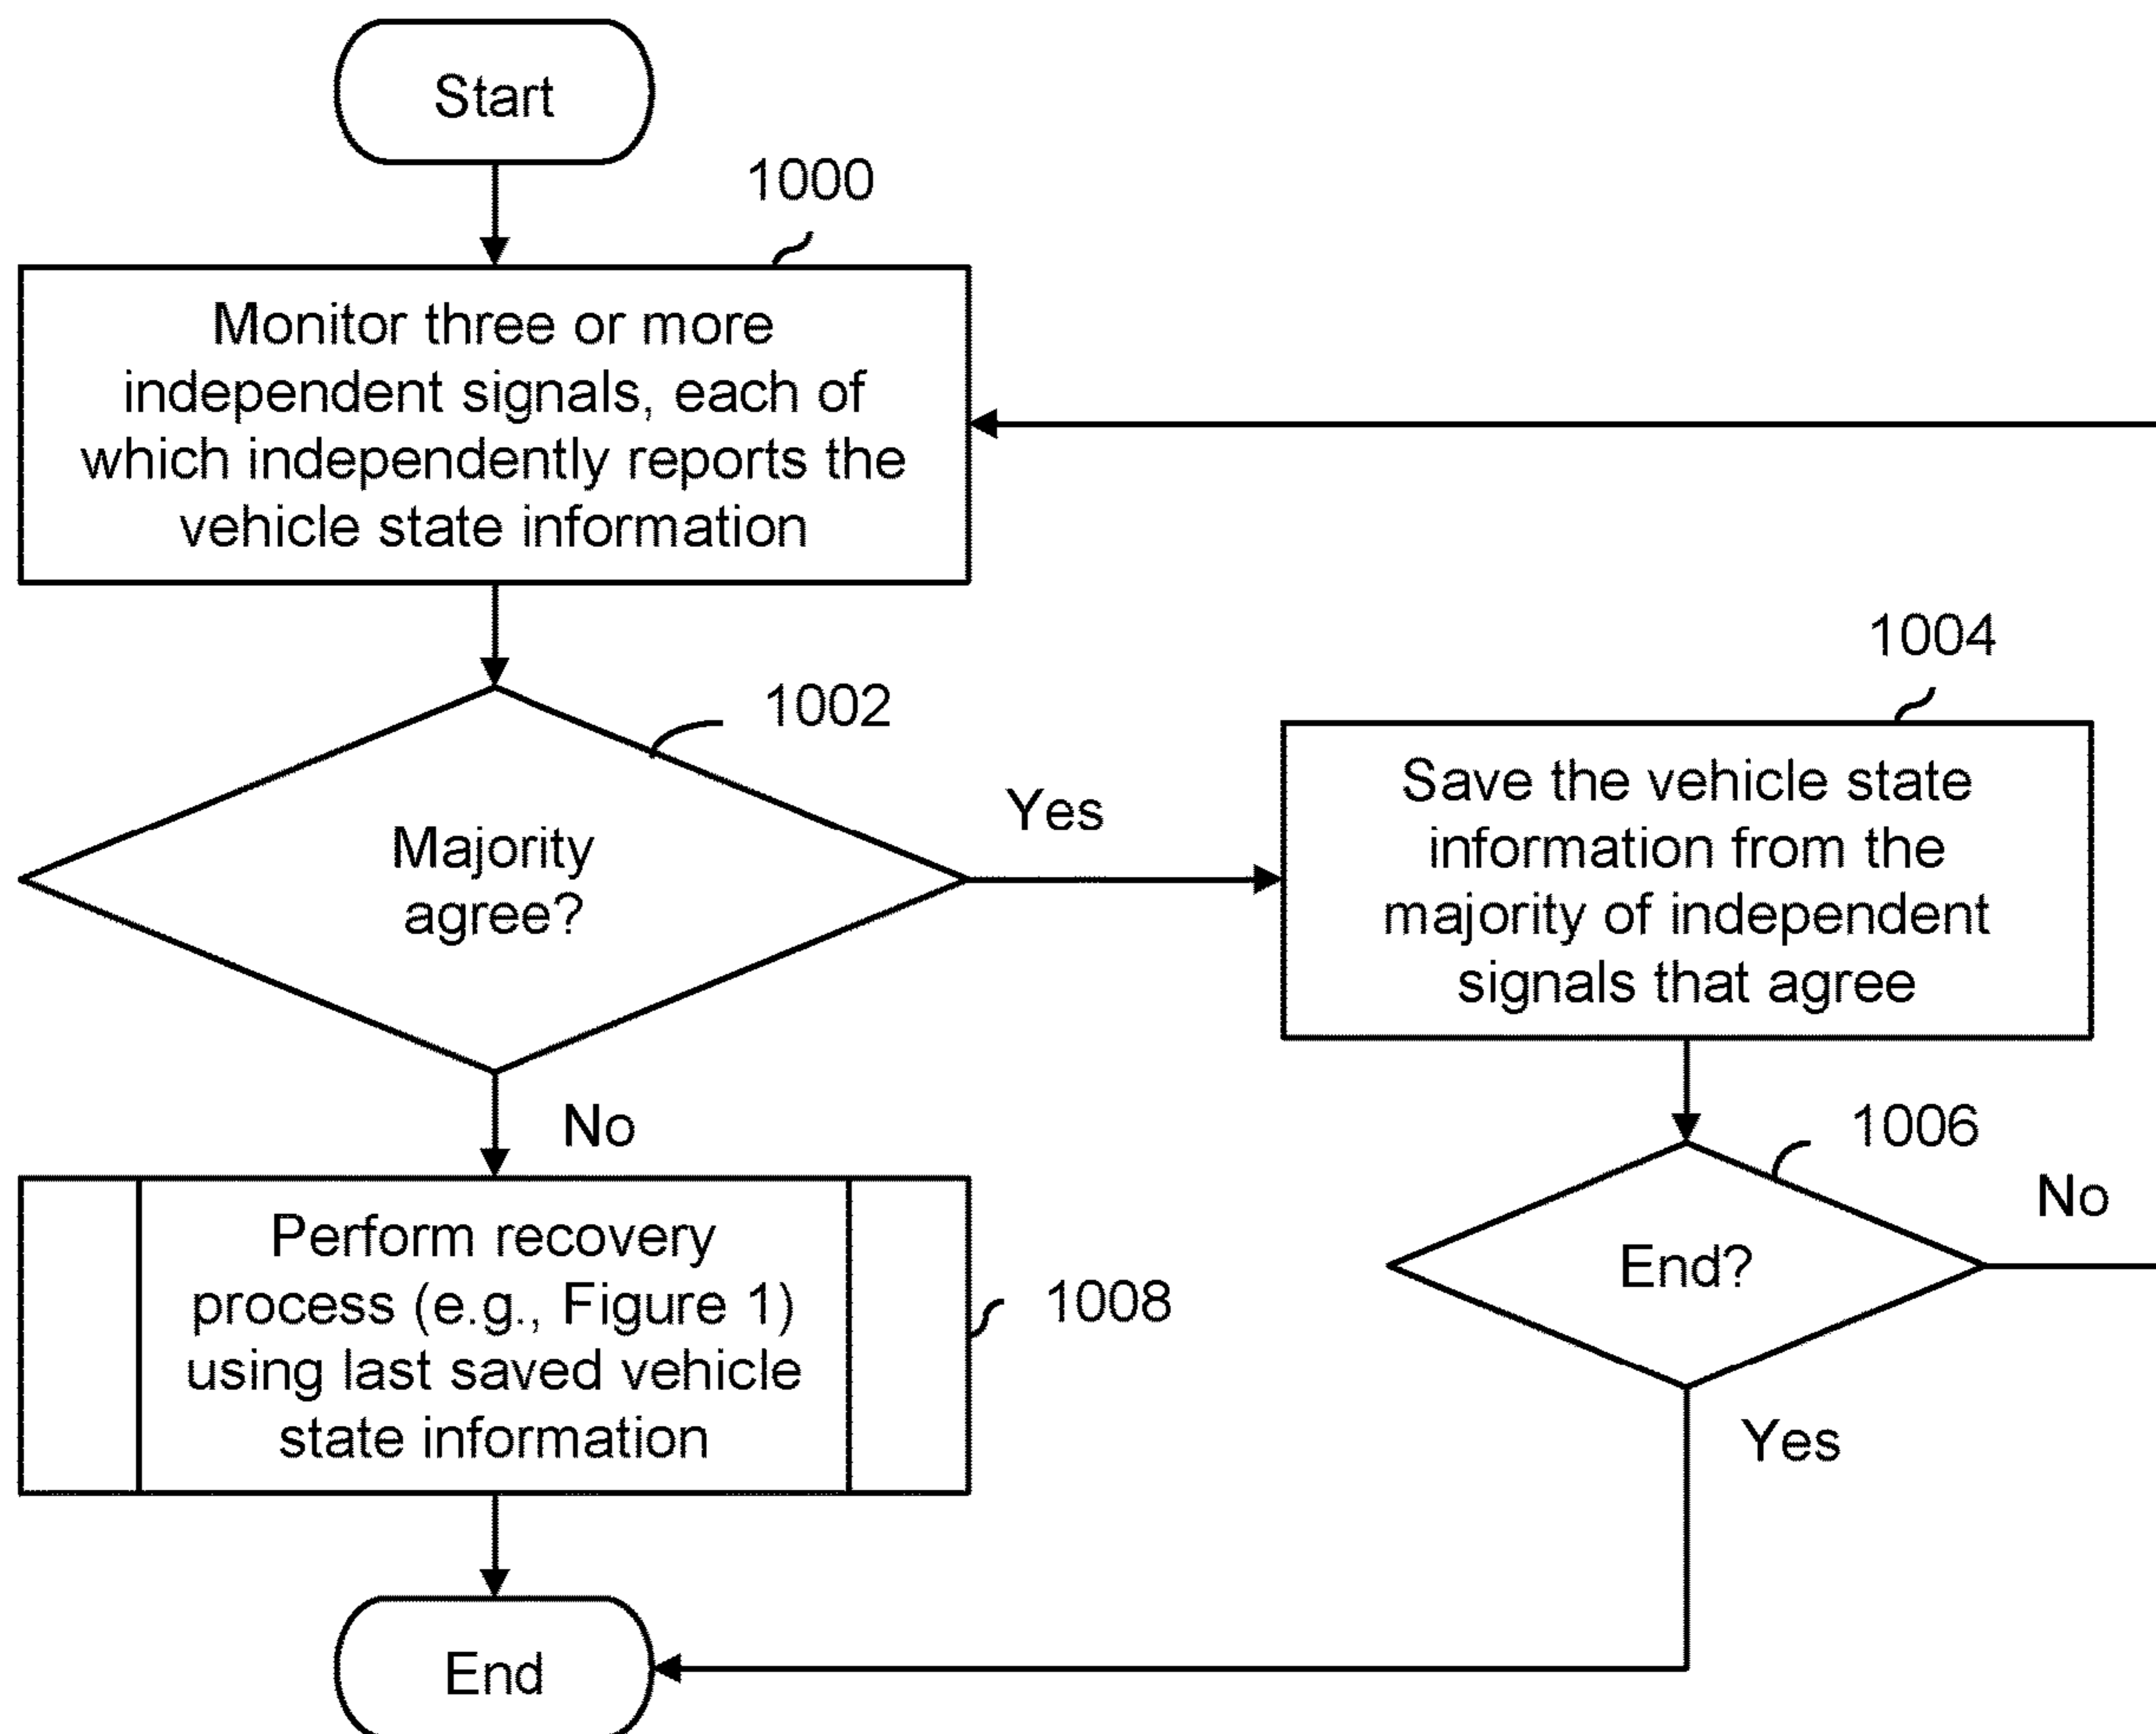 Start
1000
Monitor three or more
independent signals, each of
which independently reports the
vehicle state information
1002
Majority
agree?
Yes
1004
Save the vehicle state
information from the
majority of independent
signals that agree
No
1006
End?
No
Yes
Perform recovery
process (e.g., Figure 1)
using last saved vehicle
state information
1008
End